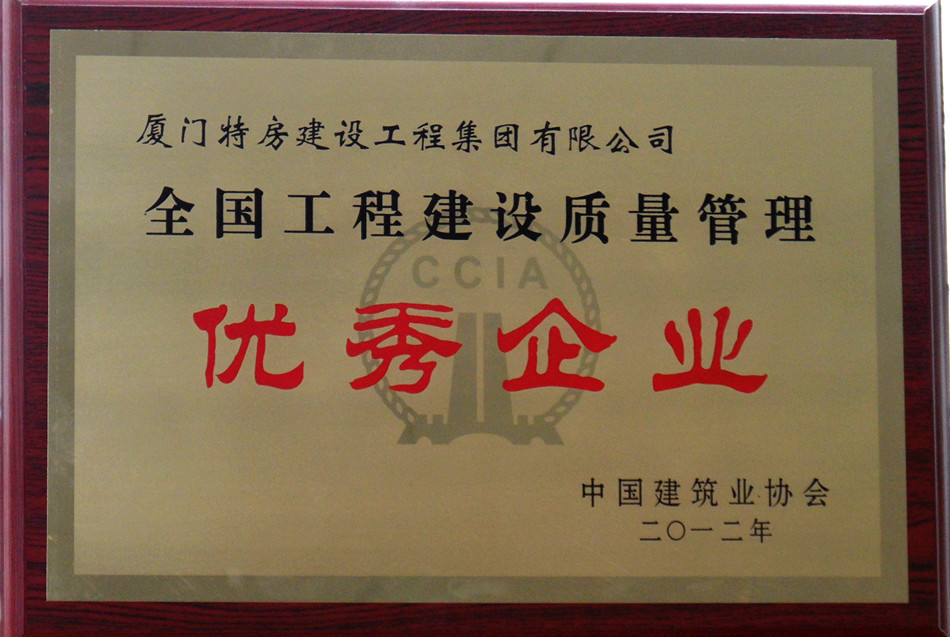 厦门特房建设工程集团有限公司
全国工程建设质量管理
CCIA
优秀企业
中国建筑业协会
二〇一二年